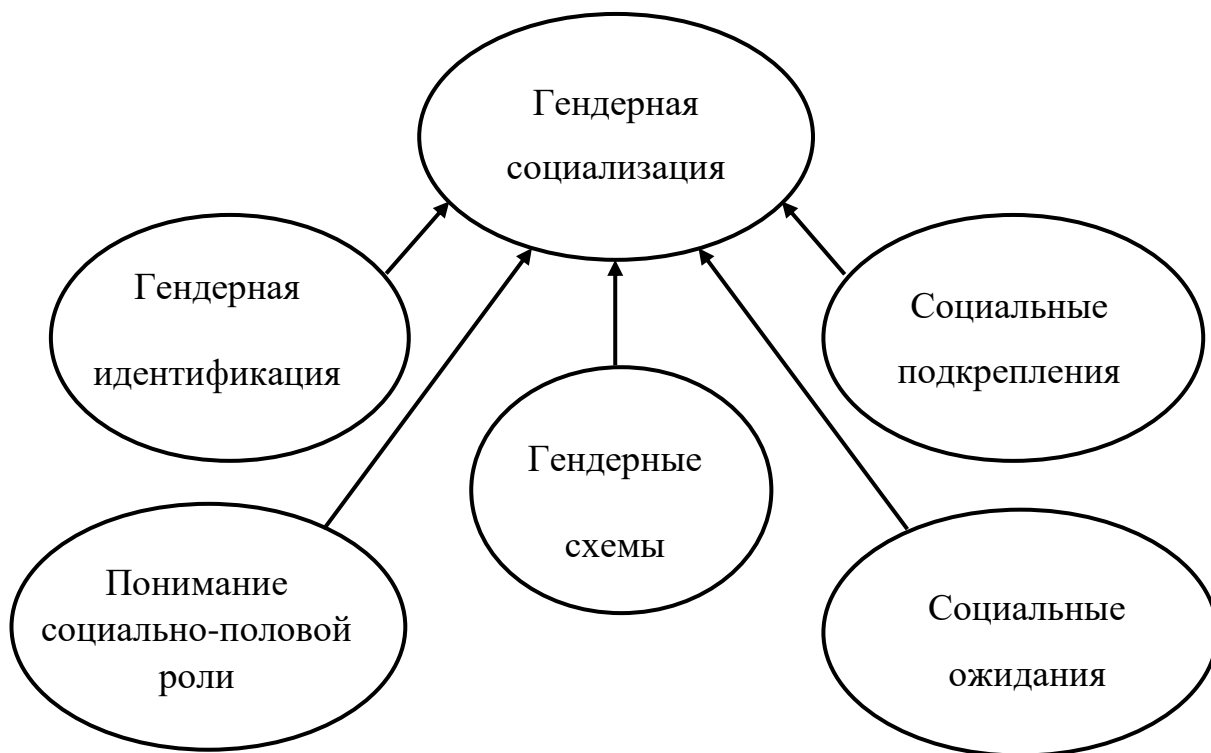 Гендерная
социализация
Гендерная
идентификация
Социальные
подкрепления
Гендерные
схемы
Понимание
социально-половой
роли
Социальные
ожидания